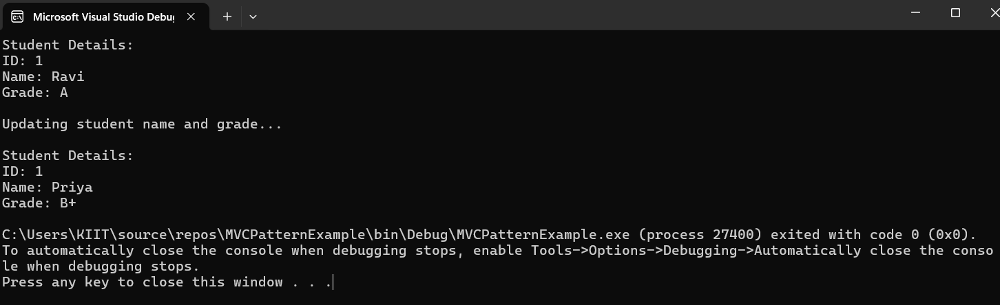 Microsoft Visual Studio Debu
Student Details:
ID: 1
Name: Ravi
Grade: A
Updating student name and grade...
Student Details:
ID: 1
Name: Priya
Grade: B+
C:\Users\KIIT\source\repos\MVCPatternExample\bin\Debug\MVCPatternExample.exe (process 27400) exited with code 0 (0x0).
To automatically close the console when debugging stops, enable Tools->Options->Debugging->Automatically close the conso
le when debugging stops.
Press any key to close this window . . .